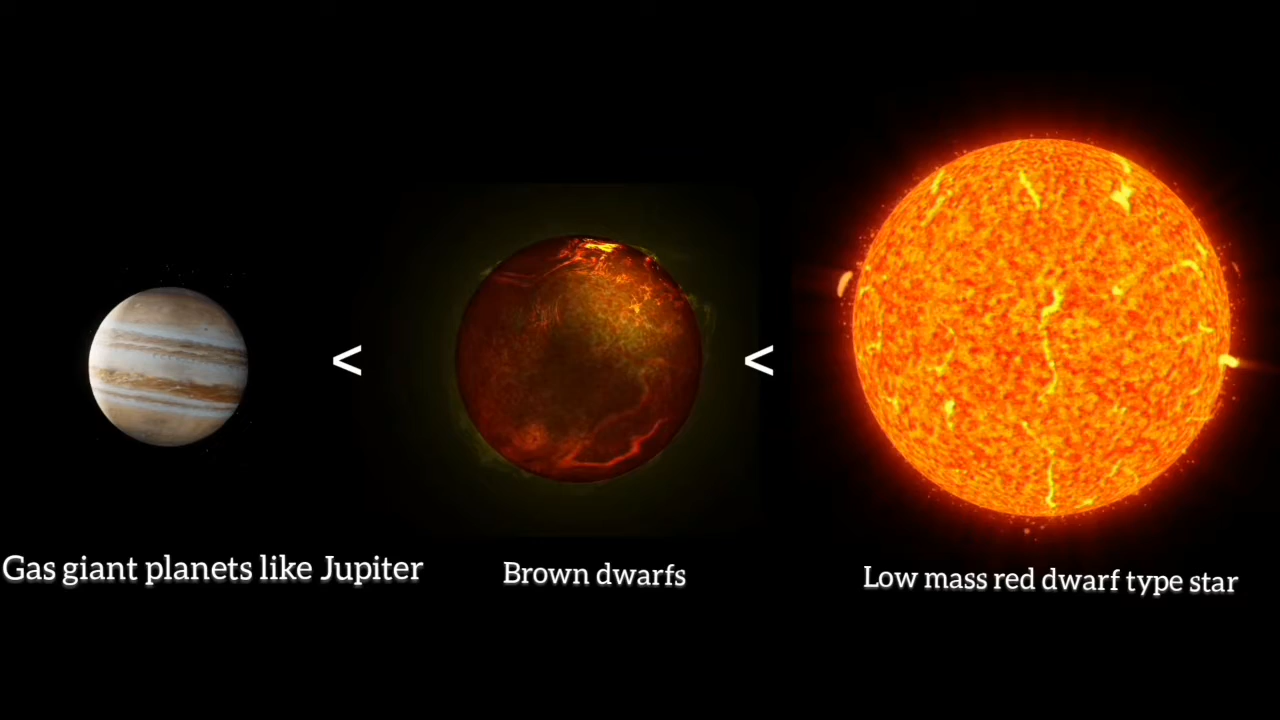 <
<
Gas giant planets like Jupiter
Brown dwarfs
Low mass red dwarf type star